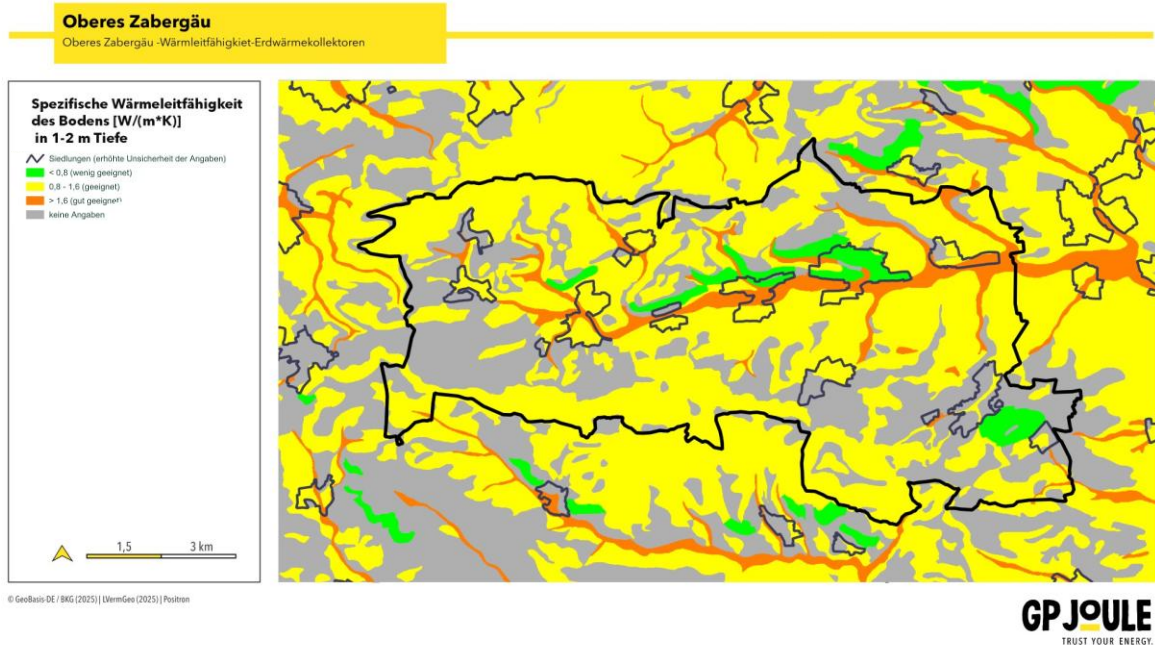 Oberes Zabergäu
Oberes Zabergäu -Wärmleitfähigkiet-Erdwärmekollektoren
Spezifische Wärmeleitfähigkeit
des Bodens [W/(m*K)]
in 1-2 m Tiefe
Siedlungen (erhöhte Unsicherheit der Angaben)
< 0,8 (wenig geeignet)
0,8 - 1,6 (geeignet)
> 1,6 (gut geeignet)
keine Angaben
1,5 3 km
© GeoBasis-DE / BKG (2025) | LVermGeo (2025) | Positron
GP JOULE
TRUST YOUR ENERGY.